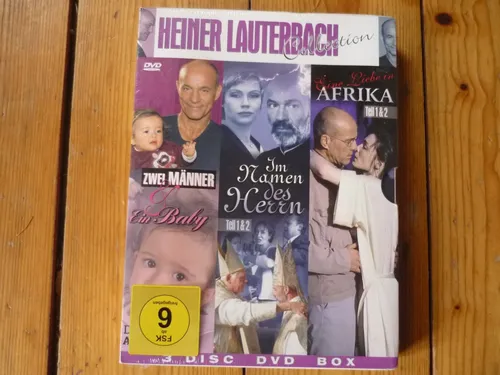 HEINER LAUTERBACH
Collection
DVD
Eine Liebe in
AFRIKA
Teil 1 & 2
ZWEI MÄNNER
&
Ein Baby
Im
Namen
des
Herrn
Teil 1 & 2
FSK
ab
6
freigegeben
DISC DVD BOX